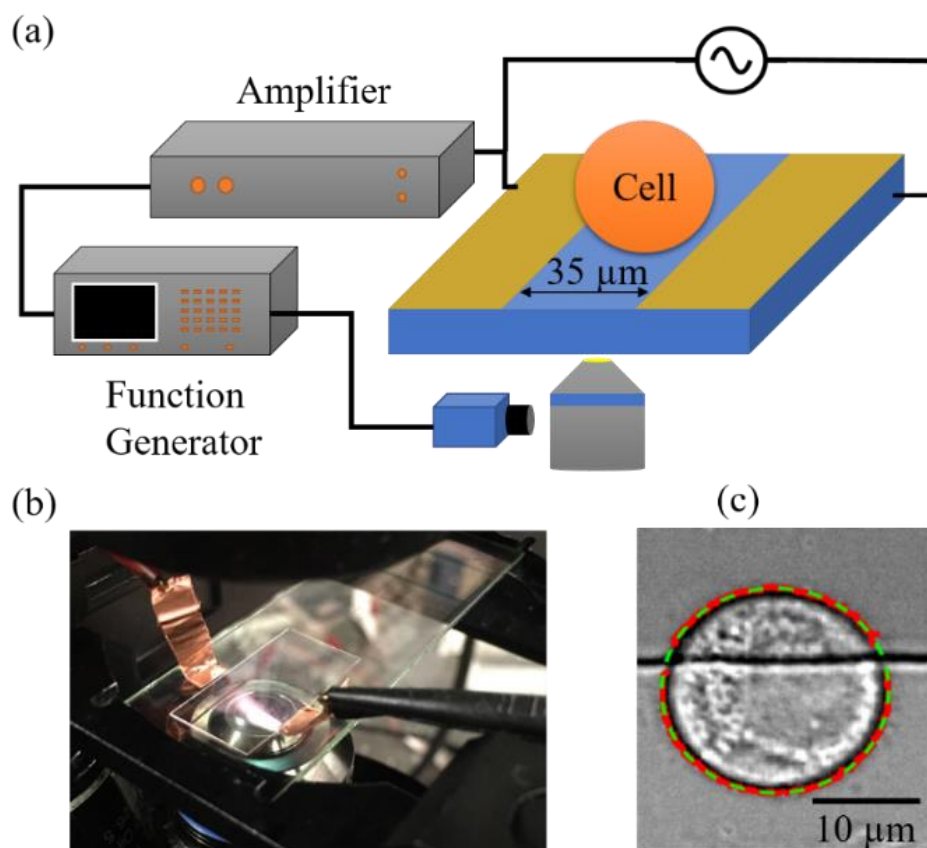 (a)
Amplifier
Cell
35 μm
Function
Generator
(b)
(c)
10 μm